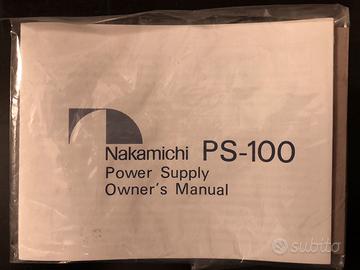 Nakamichi PS-100
Power Supply
Owner's Manual
subito